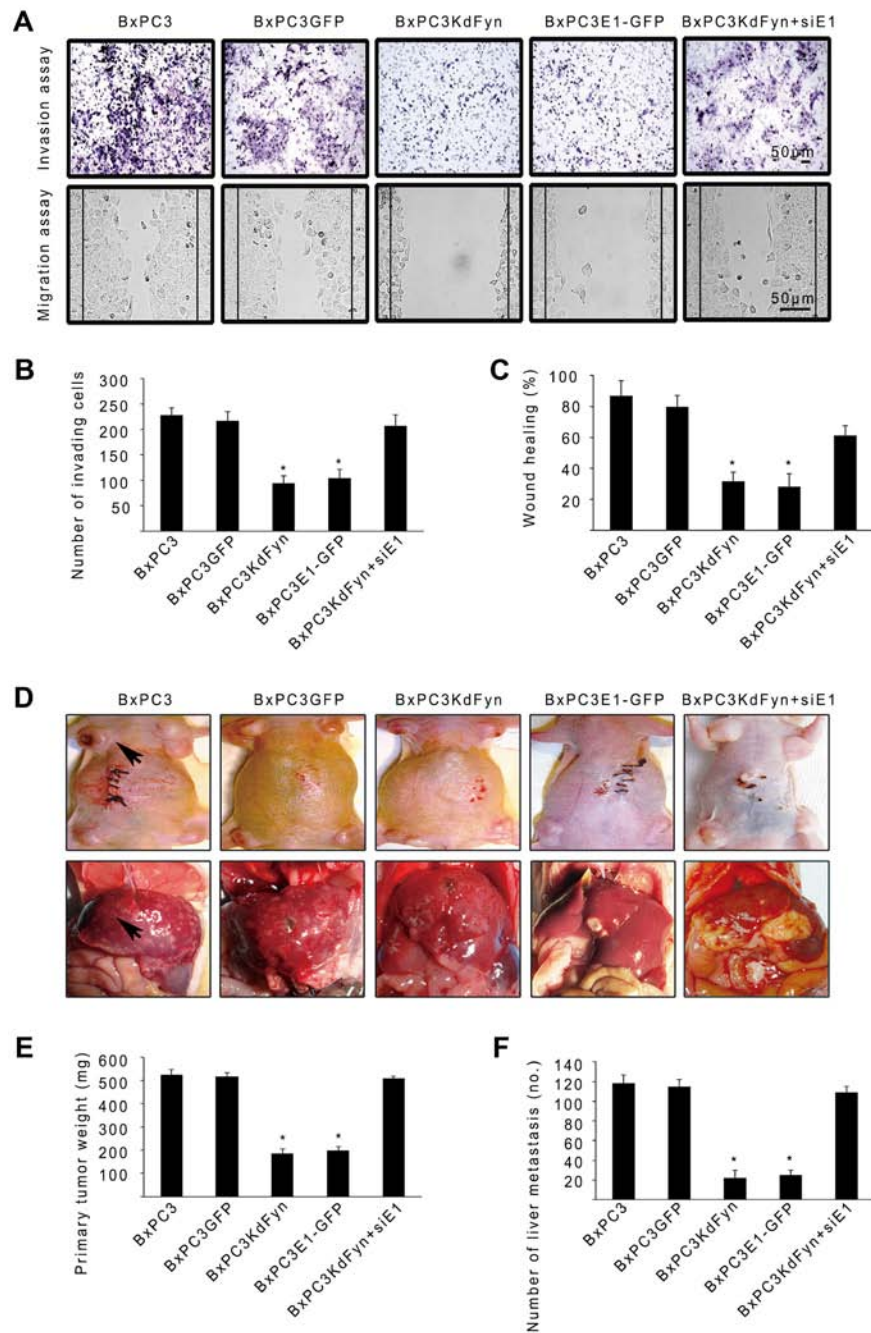 A
BxPC3 BxPC3GFP BxPC3KdFyn BxPC3E1-GFP BxPC3KdFyn+siE1
Invasion assay
50µm
Migration assay
50µm
B
Number of invading cells
300
250
200
150
100
50
*
*
BxPC3
BxPC3GFP
BxPC3KdFyn
BxPC3E1-GFP
BxPC3KdFyn+siE1
C
Wound healing (%)
100
80
60
40
20
*
*
BxPC3
BxPC3GFP
BxPC3KdFyn
BxPC3E1-GFP
BxPC3KdFyn+siE1
D
BxPC3 BxPC3GFP BxPC3KdFyn BxPC3E1-GFP BxPC3KdFyn+siE1
E
Primary tumor weight (mg)
600
500
400
300
200
100
*
*
BxPC3
BxPC3GFP
BxPC3KdFyn
BxPC3E1-GFP
BxPC3KdFyn+siE1
F
Number of liver metastasis (no.)
120
100
80
60
40
20
*
*
BxPC3
BxPC3GFP
BxPC3KdFyn
BxPC3E1-GFP
BxPC3KdFyn+siE1